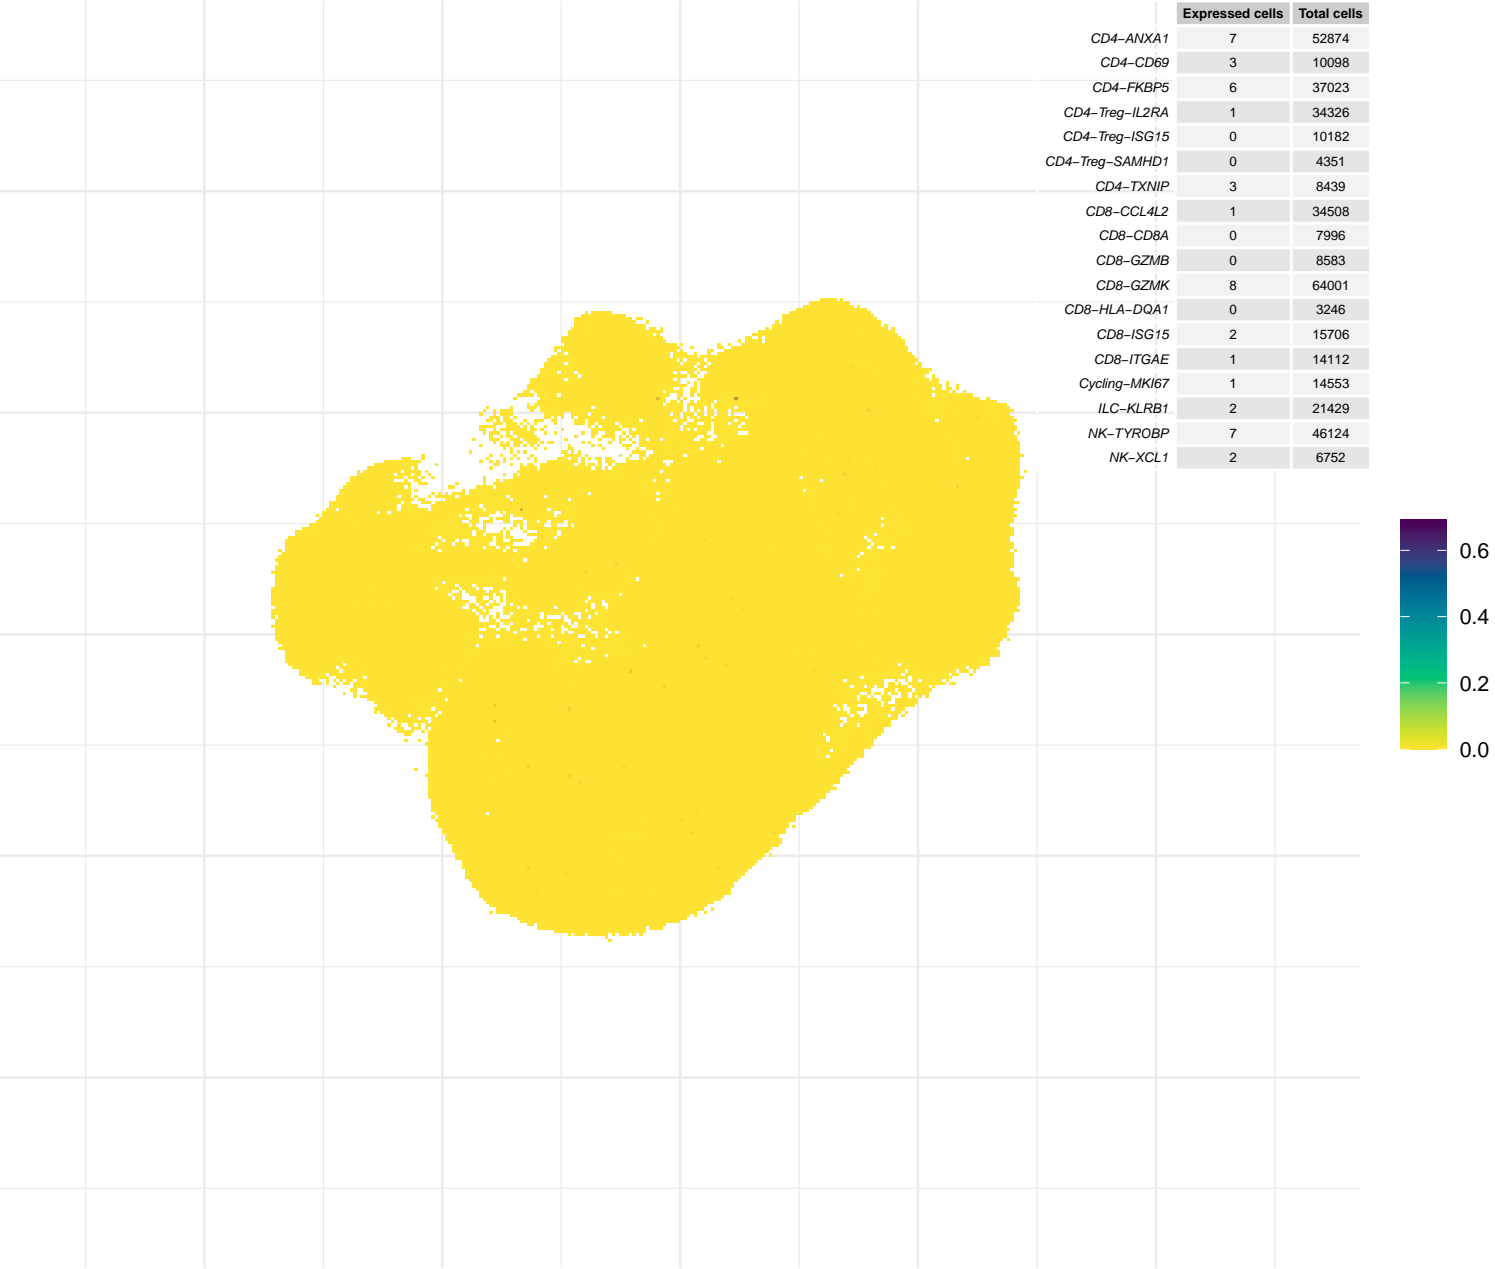 Expressed cells Total cells
CD4−ANXA1 7 52874
CD4−CD69 3 10098
CD4−FKBP5 6 37023
CD4−Treg−IL2RA 1 34326
CD4−Treg−ISG15 0 10182
CD4−Treg−SAMHD1 0 4351
CD4−TXNIP 3 8439
CD8−CCL4L2 1 34508
CD8−CD8A 0 7996
CD8−GZMB 0 8583
CD8−GZMK 8 64001
CD8−HLA−DQA1 0 3246
CD8−ISG15 2 15706
CD8−ITGAE 1 14112
Cycling−MKI67 1 14553
ILC−KLRB1 2 21429
NK−TYROBP 7 46124
NK−XCL1 2 6752
0.6
0.4
0.2
0.0